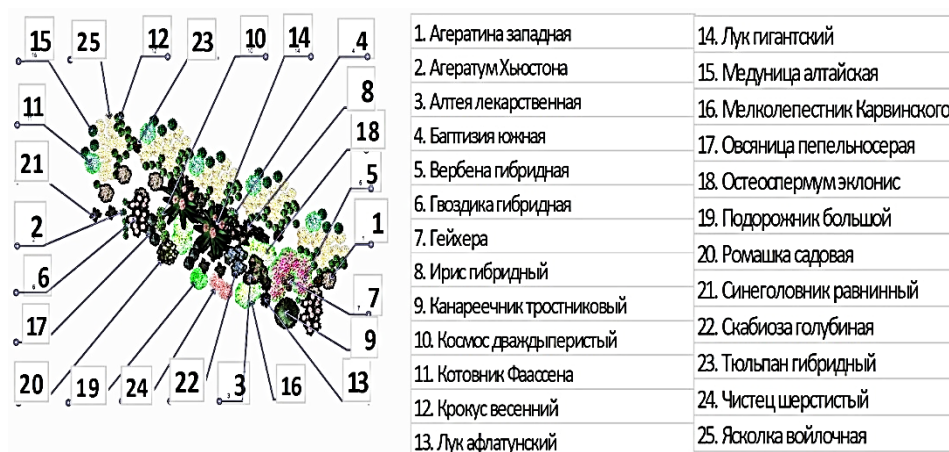 15 25 12 23 10 14 4
11
8
21
18
5
2
1
6
7
17
9
20 19 24 22 3 16 13
1. Агератина западная
2. Агератум Хьюстона
3. Алтея лекарственная
4. Баптизия южная
5. Вербена гибридная
6. Гвоздика гибридная
7. Гейхера
8. Ирис гибридный
9. Канареечник тростниковый
10. Космос дваждыперистый
11. Котовник Фаассена
12. Крокус весенний
13. Лук афлатунский
14. Лук гигантский
15. Медуница алтайская
16. Мелколепестник Карвинского
17. Овсяница пепельносерая
18. Остеоспермум эклонис
19. Подорожник большой
20. Ромашка садовая
21. Синеголовник равнинный
22. Скабиоза голубиная
23. Тюльпан гибридный
24. Чистец шерстистый
25. Ясколка войлочная